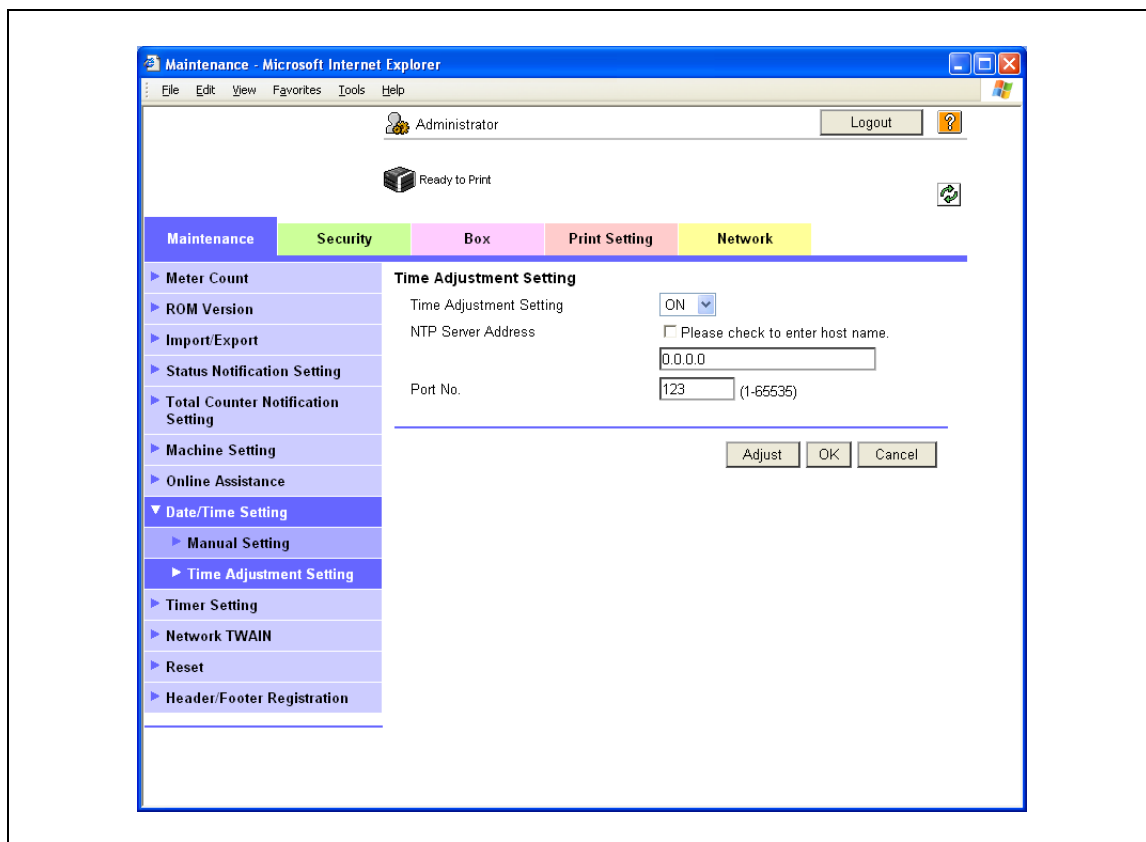 Maintenance - Microsoft Internet Explorer
File Edit View Favorites Tools Help
Administrator
Logout
?
Ready to Print
Maintenance Security Box Print Setting Network
Meter Count
ROM Version
Import/Export
Status Notification Setting
Total Counter Notification
Setting
Machine Setting
Online Assistance
Date/Time Setting
Manual Setting
Time Adjustment Setting
Timer Setting
Network TWAIN
Reset
Header/Footer Registration
Time Adjustment Setting
Time Adjustment Setting ON
NTP Server Address Please check to enter host name.
0.0.0.0
Port No. 123 (1-65535)
Adjust OK Cancel